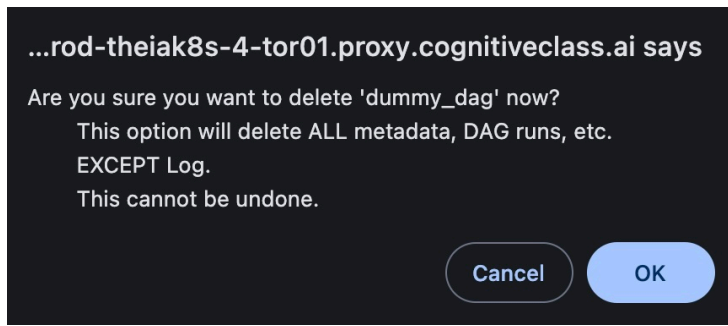 ...rod-theiak8s-4-tor01.proxy.cognitiveclass.ai says
Are you sure you want to delete 'dummy_dag' now?
This option will delete ALL metadata, DAG runs, etc.
EXCEPT Log.
This cannot be undone.
Cancel
OK